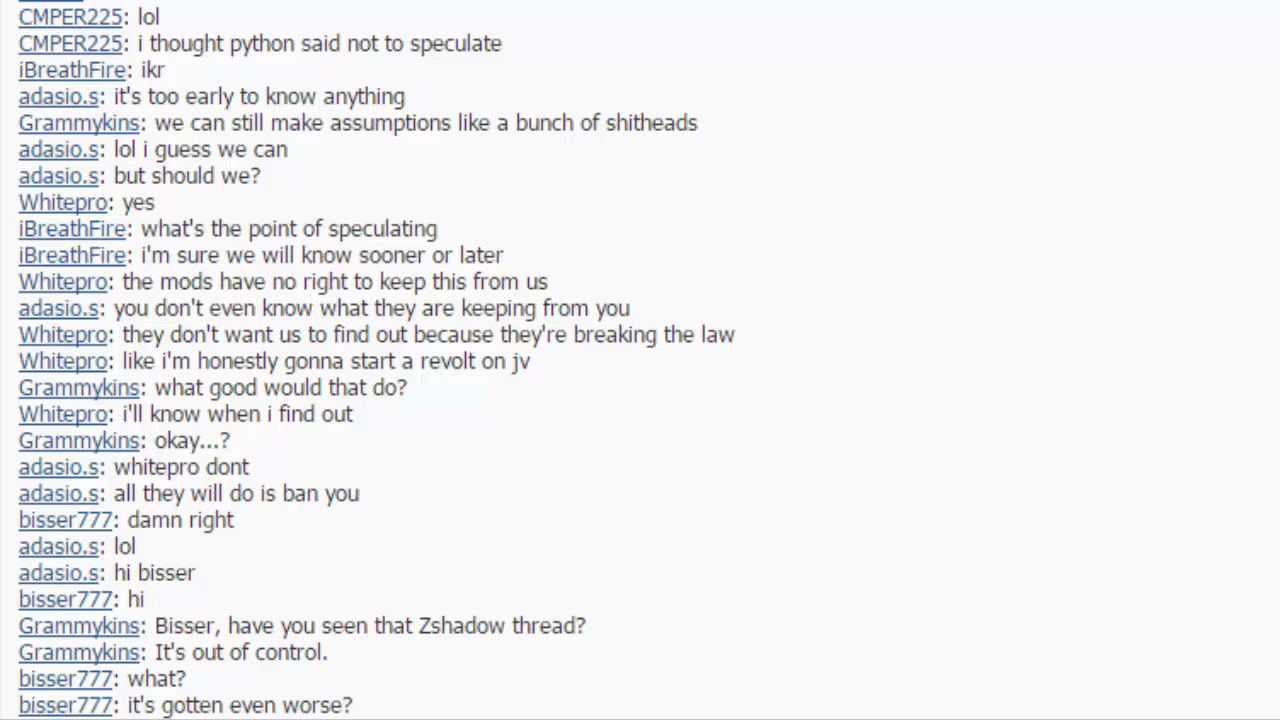 CMPER225: lol
CMPER225: i thought python said not to speculate
iBreathFire: ikr
adasio.s: it's too early to know anything
Grammykins: we can still make assumptions like a bunch of shitheads
adasio.s: lol i guess we can
adasio.s: but should we?
Whitepro: yes
iBreathFire: what's the point of speculating
iBreathFire: i'm sure we will know sooner or later
Whitepro: the mods have no right to keep this from us
adasio.s: you don't even know what they are keeping from you
Whitepro: they don't want us to find out because they're breaking the law
Whitepro: like i'm honestly gonna start a revolt on jv
Grammykins: what good would that do?
Whitepro: i'll know when i find out
Grammykins: okay...?
adasio.s: whitepro dont
adasio.s: all they will do is ban you
bisser777: damn right
adasio.s: lol
adasio.s: hi bisser
bisser777: hi
Grammykins: Bisser, have you seen that Zshadow thread?
Grammykins: It's out of control.
bisser777: what?
bisser777: it's gotten even worse?